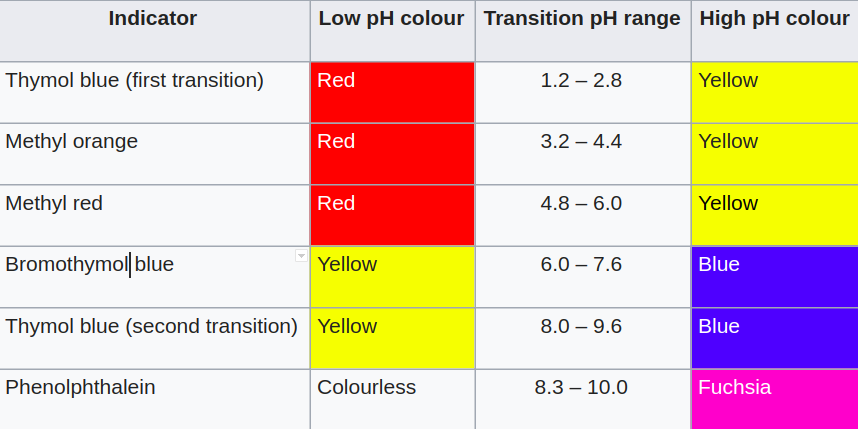 Indicator Low pH colour Transition pH range High pH colour
Thymol blue (first transition) Red 1.2 – 2.8 Yellow
Methyl orange Red 3.2 – 4.4 Yellow
Methyl red Red 4.8 – 6.0 Yellow
Bromothymol blue Yellow 6.0 – 7.6 Blue
Thymol blue (second transition) Yellow 8.0 – 9.6 Blue
Phenolphthalein Colourless 8.3 – 10.0 Fuchsia